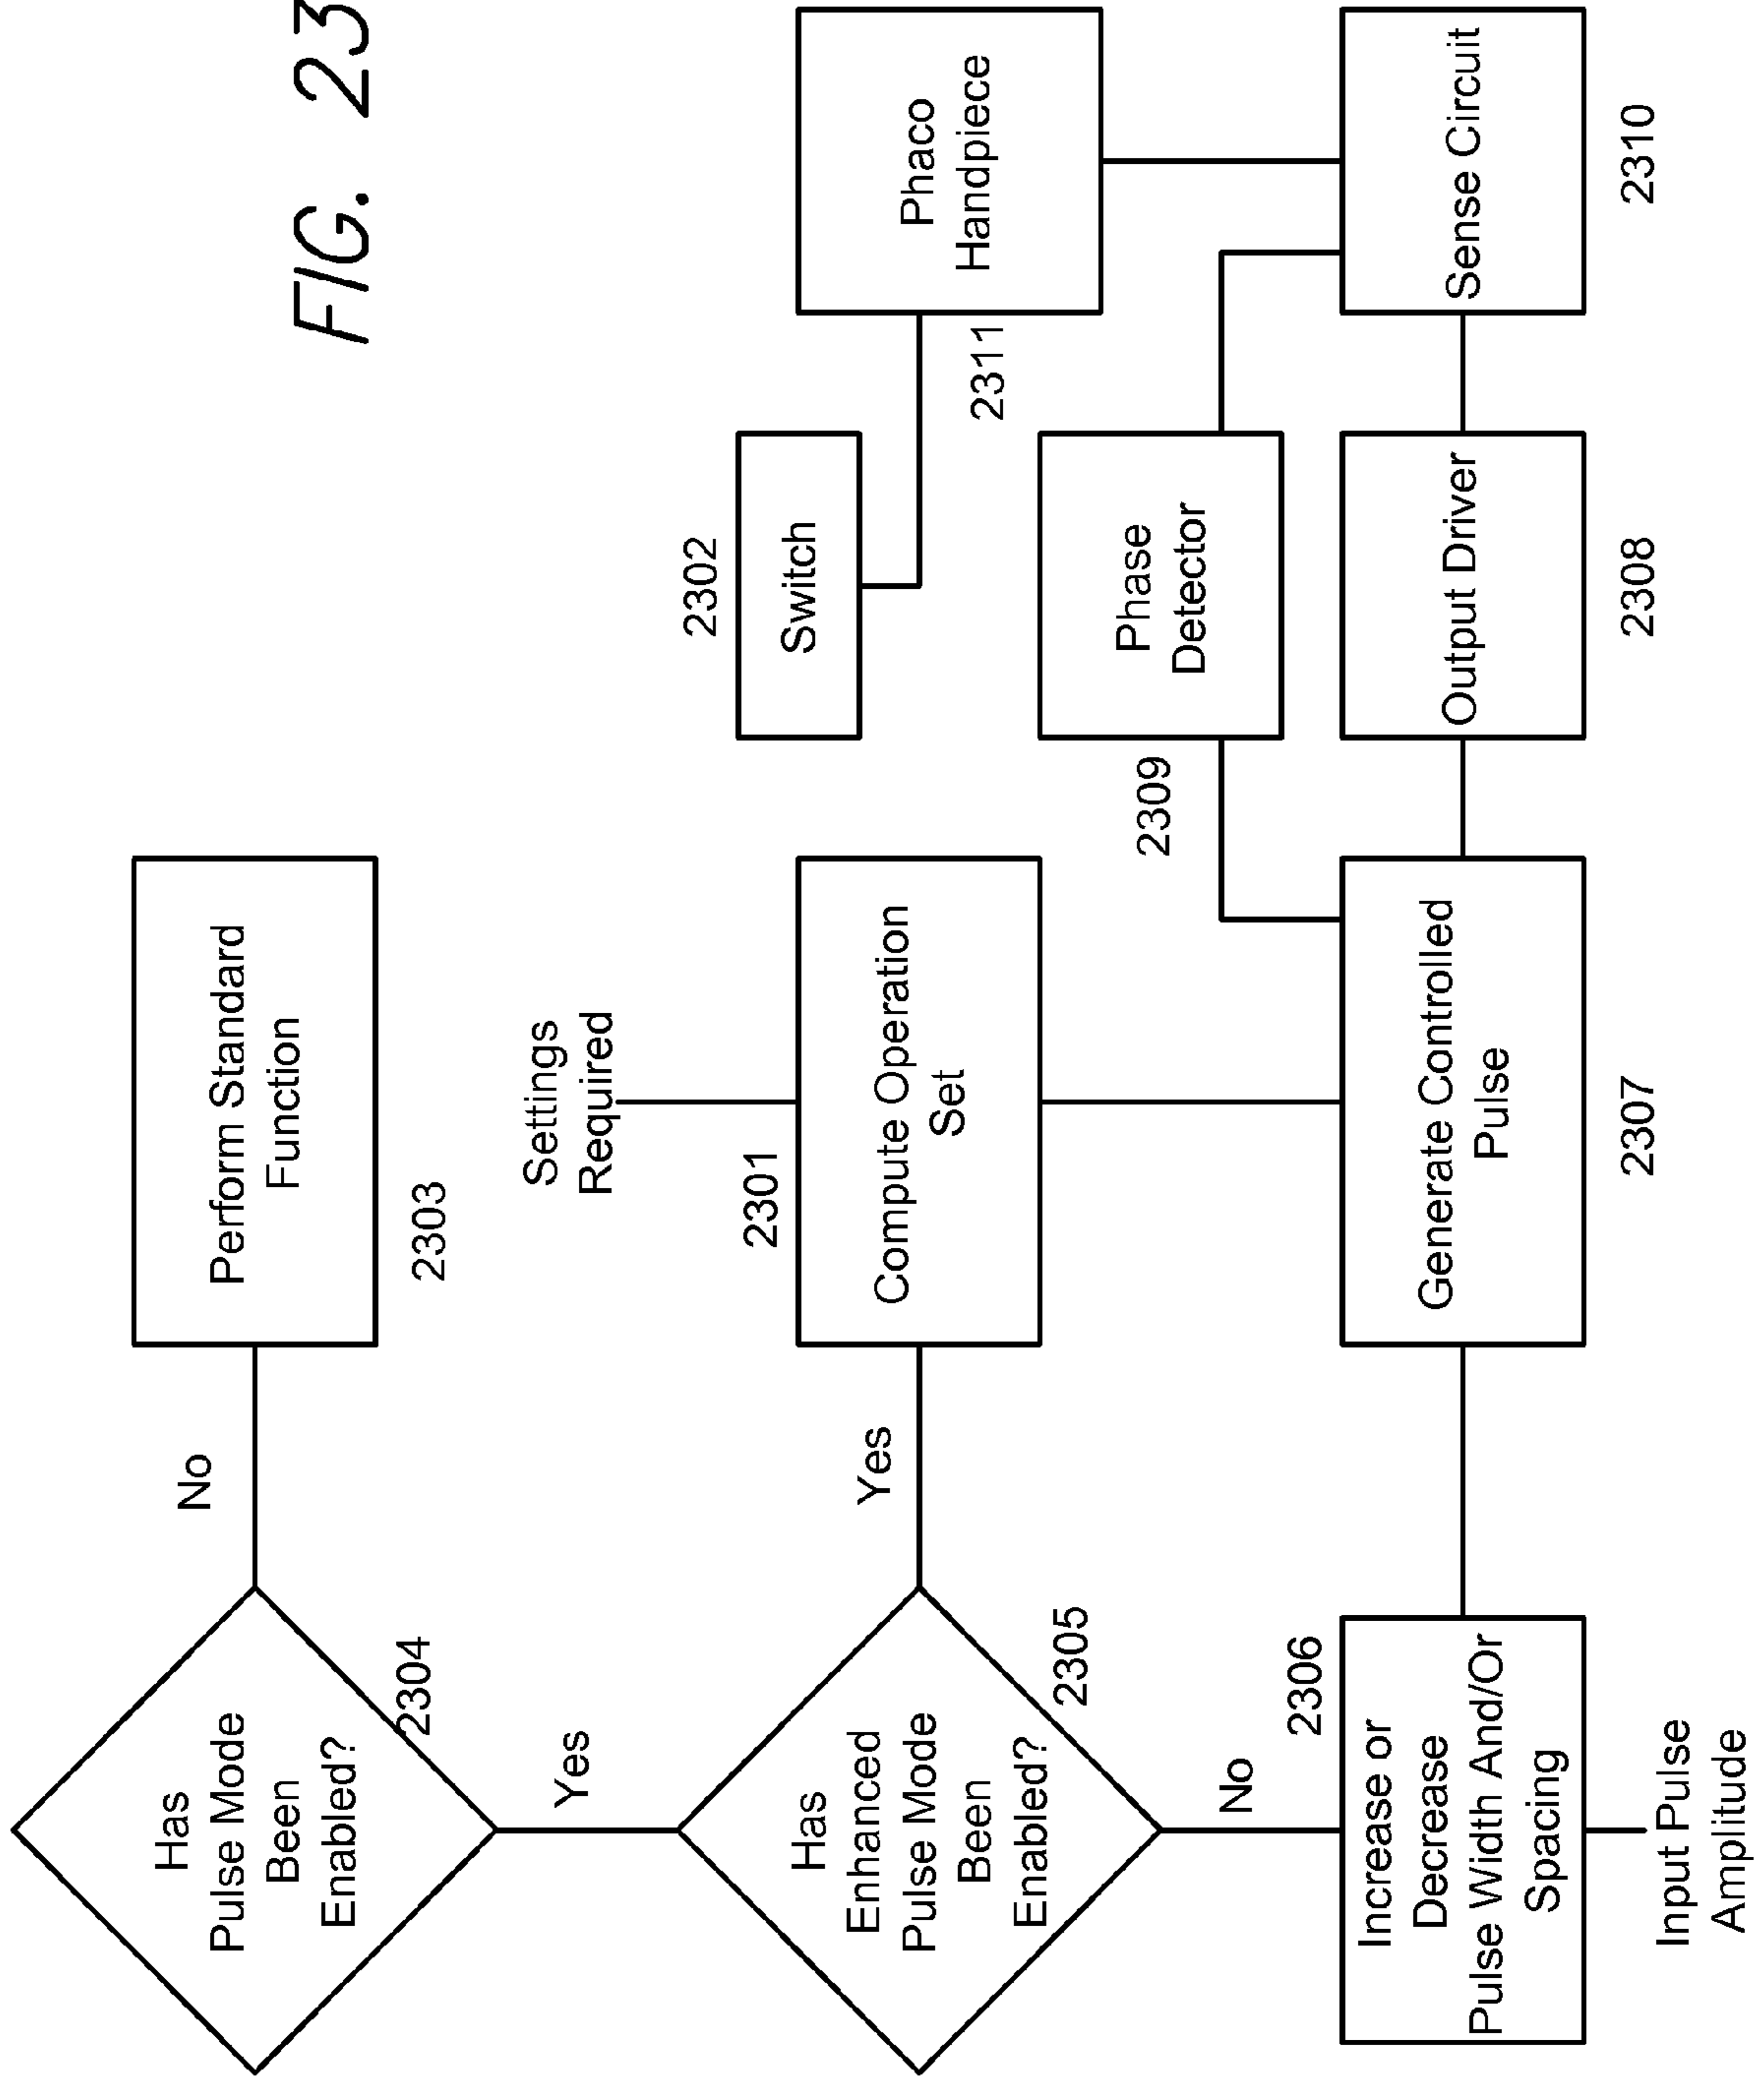 Has
Pulse Mode
Been
Enabled?
2304
No
Perform Standard
Function
2303
Yes
Has
Enhanced
Pulse Mode
Been
Enabled?
2305
Yes
Settings
Required
2301
Compute Operation
Set
2302
Switch
2311
Phaco
Handpiece
No
2306
Increase or
Decrease
Pulse Width And/Or
Spacing
Input Pulse
Amplitude
Generate Controlled
Pulse
2307
2309
Phase
Detector
Output Driver
2308
Sense Circuit
2310
FIG. 23